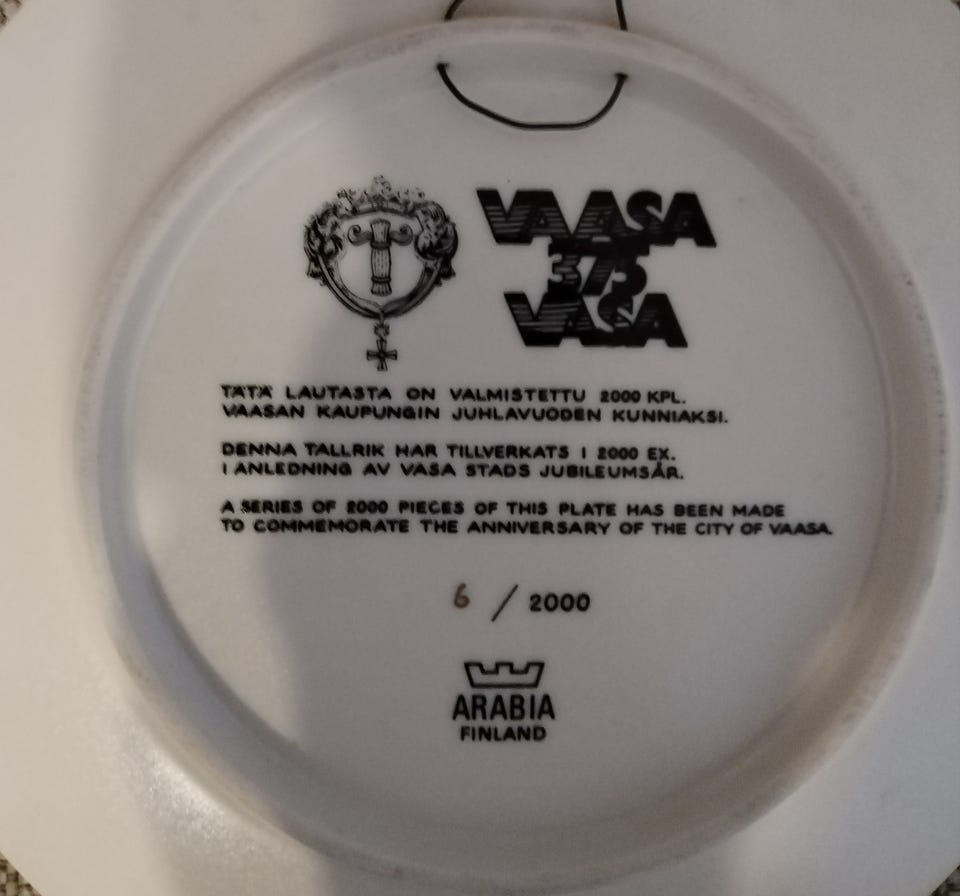 VAASA
375
VASA
TÄTÄ LAUTASTA ON VALMISTETTU 2000 KPL.
VAASAN KAUPUNGIN JUHLAVUODEN KUNNIAKSI.
DENNA TALLRIK HAR TILLVERKATS I 2000 EX.
I ANLEDNING AV VASA STADS JUBILEUMSÅR.
A SERIES OF 2000 PIECES OF THIS PLATE HAS BEEN MADE
TO COMMEMORATE THE ANNIVERSARY OF THE CITY OF VAASA.
6 / 2000
ARABIA
FINLAND